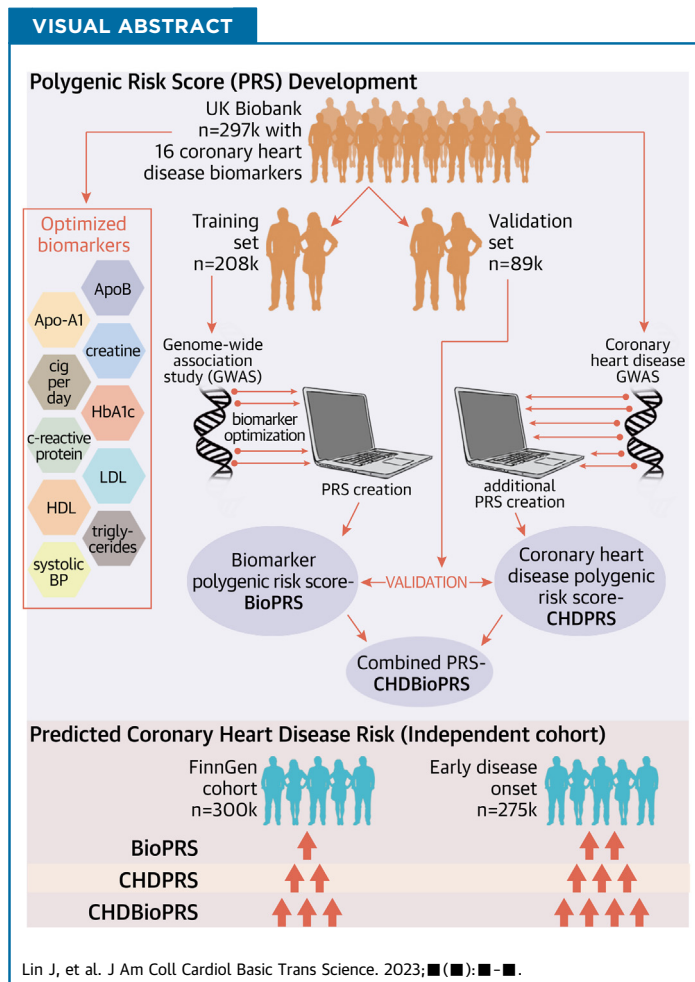 VISUAL ABSTRACT
Polygenic Risk Score (PRS) Development
UK Biobank
n=297k with
16 coronary heart
disease biomarkers
Optimized
biomarkers
ApoB
Apo-A1
creatine
cig
per
day
HbA1c
c-reactive
protein
LDL
HDL
trigly-
cerides
systolic
BP
Training
set
n=208k
Validation
set
n=89k
Genome-wide
association
study (GWAS)
biomarker
optimization
PRS creation
Coronary
heart disease
GWAS
additional
PRS creation
Biomarker
polygenic risk score-
BioPRS
VALIDATION
Coronary heart
disease polygenic
risk score-
CHDPRS
Combined PRS-
CHDBioPRS
Predicted Coronary Heart Disease Risk (Independent cohort)
FinnGen
cohort
n=300k
Early disease
onset
n=275k
BioPRS
CHDPRS
CHDBioPRS
Lin J, et al. J Am Coll Cardiol Basic Trans Science. 2023;■(■):■-■.